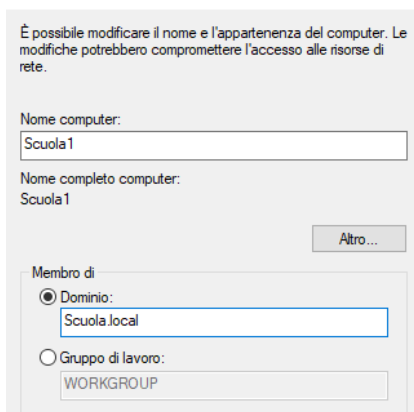 È possibile modificare il nome e l'appartenenza del computer. Le
modifiche potrebbero compromettere l'accesso alle risorse di
rete.
Nome computer:
Scuola1
Nome completo computer:
Scuola1
Altro...
Membro di
Dominio:
Scuola.local
Gruppo di lavoro:
WORKGROUP